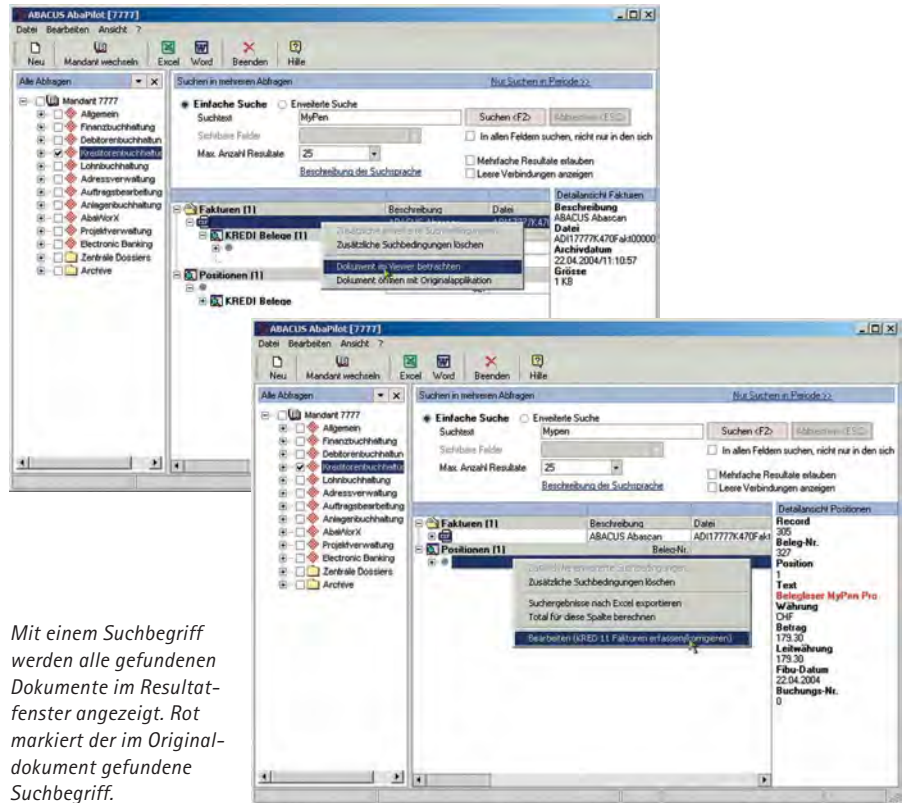 ABACUS AbaPilot [7777]
Datei Bearbeiten Ansicht ?
Neu Mandant wechseln Excel Word Beenden Hilfe
Alle Abfragen
Mandant 7777
Allgemein
Finanzbuchhaltung
Debitorenbuchhaltun
Kreditorenbuchhaltun
Lohnbuchhaltung
Adressverwaltung
Auftragsbearbeitung
Anlagenbuchhaltung
AbaWorX
Projektverwaltung
Electronic Banking
Zentrale Dossiers
Archive
Suchen in mehreren Abfragen Nur Suchen in Periode >>
Einfache Suche Erweiterte Suche
Suchtext MyPen Suchen <F2> Abbrechen <ESC>
Sichtbare Felder In allen Feldern suchen, nicht nur in den sich
Max. Anzahl Resultate 25 Mehrfache Resultate erlauben
Beschreibung der Suchsprache Leere Verbindungen anzeigen
Fakturen [1] Beschreibung Datei
ABACUS Abascan ADI17777K47
KREDI Belege [1]
Zusätzliche erweiterte Suchbedingungen...
Zusätzliche Suchbedingungen löschen
Dokument im Viewer betrachten
Dokument öffnen mit Originalapplikation
Positionen [1]
KREDI Belege
Detailansicht Fakturen
Beschreibung
ABACUS Abascan
Datei
ADI17777K470Fakt00000
Archivdatum
22.04.2004/11:10:57
Grösse
1 KB
ABACUS AbaPilot [7777]
Datei Bearbeiten Ansicht ?
Neu Mandant wechseln Excel Word Beenden Hilfe
Alle Abfragen
Mandant 7777
Allgemein
Finanzbuchhaltung
Debitorenbuchhaltun
Kreditorenbuchhaltun
Lohnbuchhaltung
Adressverwaltung
Auftragsbearbeitung
Anlagenbuchhaltung
AbaWorX
Projektverwaltung
Electronic Banking
Zentrale Dossiers
Archive
Suchen in mehreren Abfragen Nur Suchen in Periode >>
Einfache Suche Erweiterte Suche
Suchtext Mypen Suchen <F2> Abbrechen <ESC>
Sichtbare Felder In allen Feldern suchen, nicht nur in den sich
Max. Anzahl Resultate 25 Mehrfache Resultate erlauben
Beschreibung der Suchsprache Leere Verbindungen anzeigen
Fakturen [1] Beschreibung Datei
ABACUS Abascan ADI17777K470Fakt
Positionen [1] Beleg-Nr.
Zusätzliche erweiterte Suchbedingungen...
Zusätzliche Suchbedingungen löschen
Suchergebnisse nach Excel exportieren
Total für diese Spalte berechnen
Bearbeiten (KRED 11 Fakturen erfassen/korrigieren)
Detailansicht Positionen
Record
305
Beleg-Nr.
327
Position
1
Text
Belegleser MyPen Pro
Währung
CHF
Betrag
179.30
Leitwährung
179.30
Fibu-Datum
22.04.2004
Buchungs-Nr.
0
Mit einem Suchbegriff
werden alle gefundenen
Dokumente im Resultat-
fenster angezeigt. Rot
markiert der im Original-
dokument gefundene
Suchbegriff.